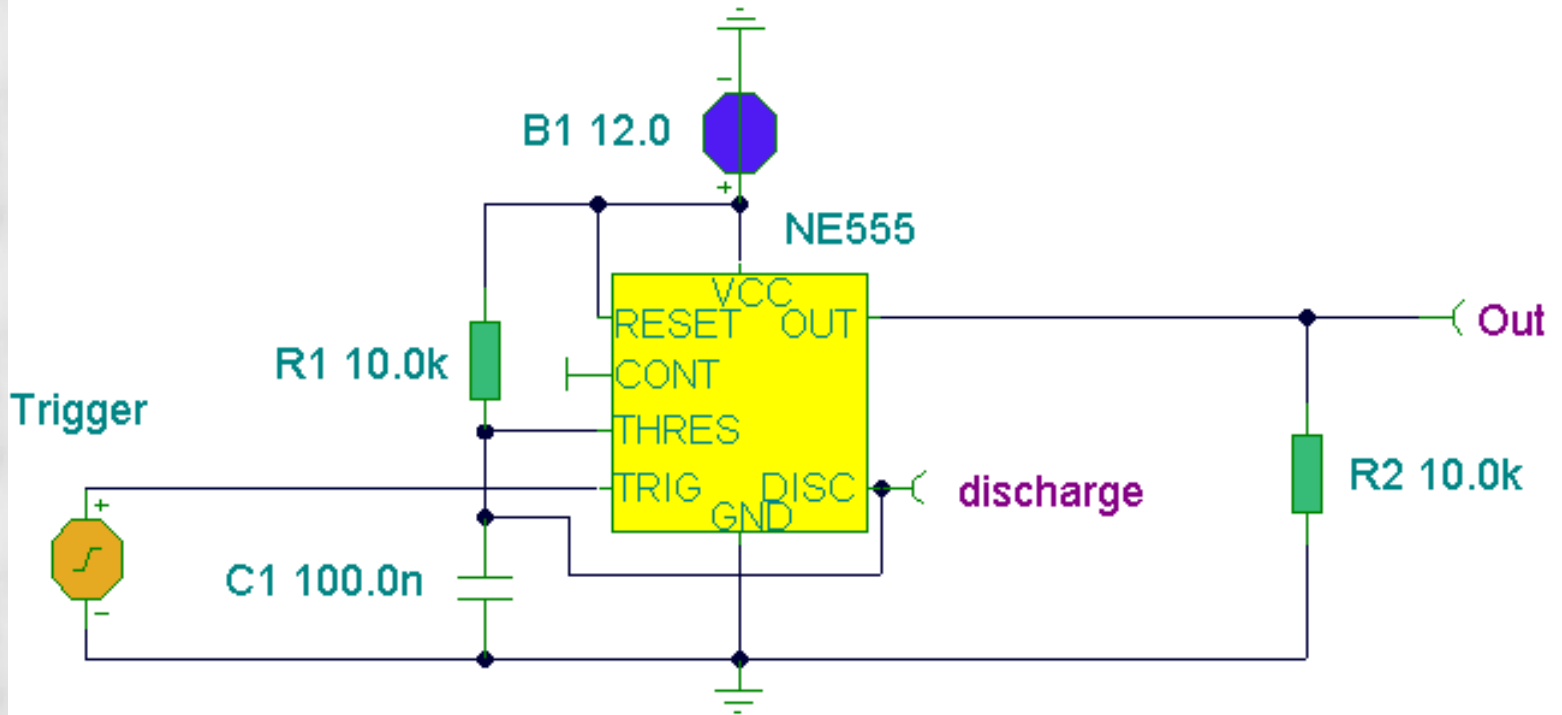 B1 12.0
NE555
VCC
RESET OUT
R1 10.0k
CONT
Trigger
THRES
TRIG DISC
discharge
R2 10.0k
GND
C1 100.0n
Out
+
-
+
-